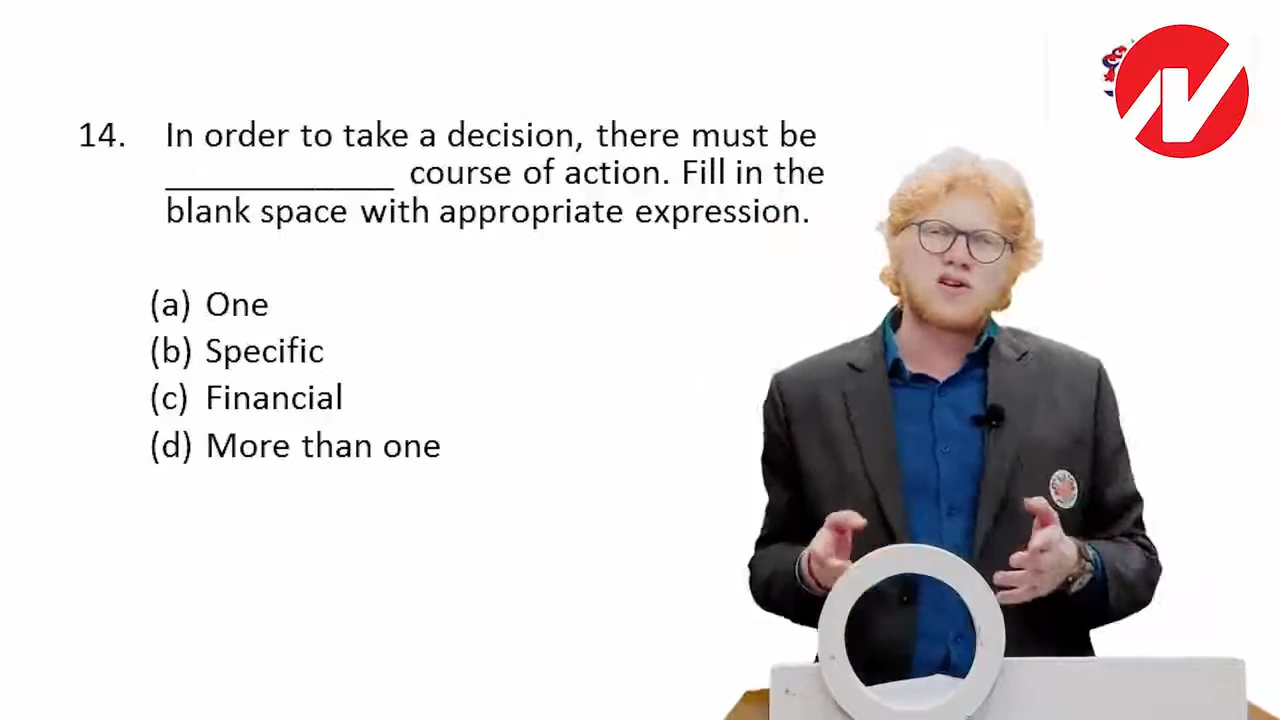 14. In order to take a decision, there must be
____________ course of action. Fill in the
blank space with appropriate expression.
(a) One
(b) Specific
(c) Financial
(d) More than one